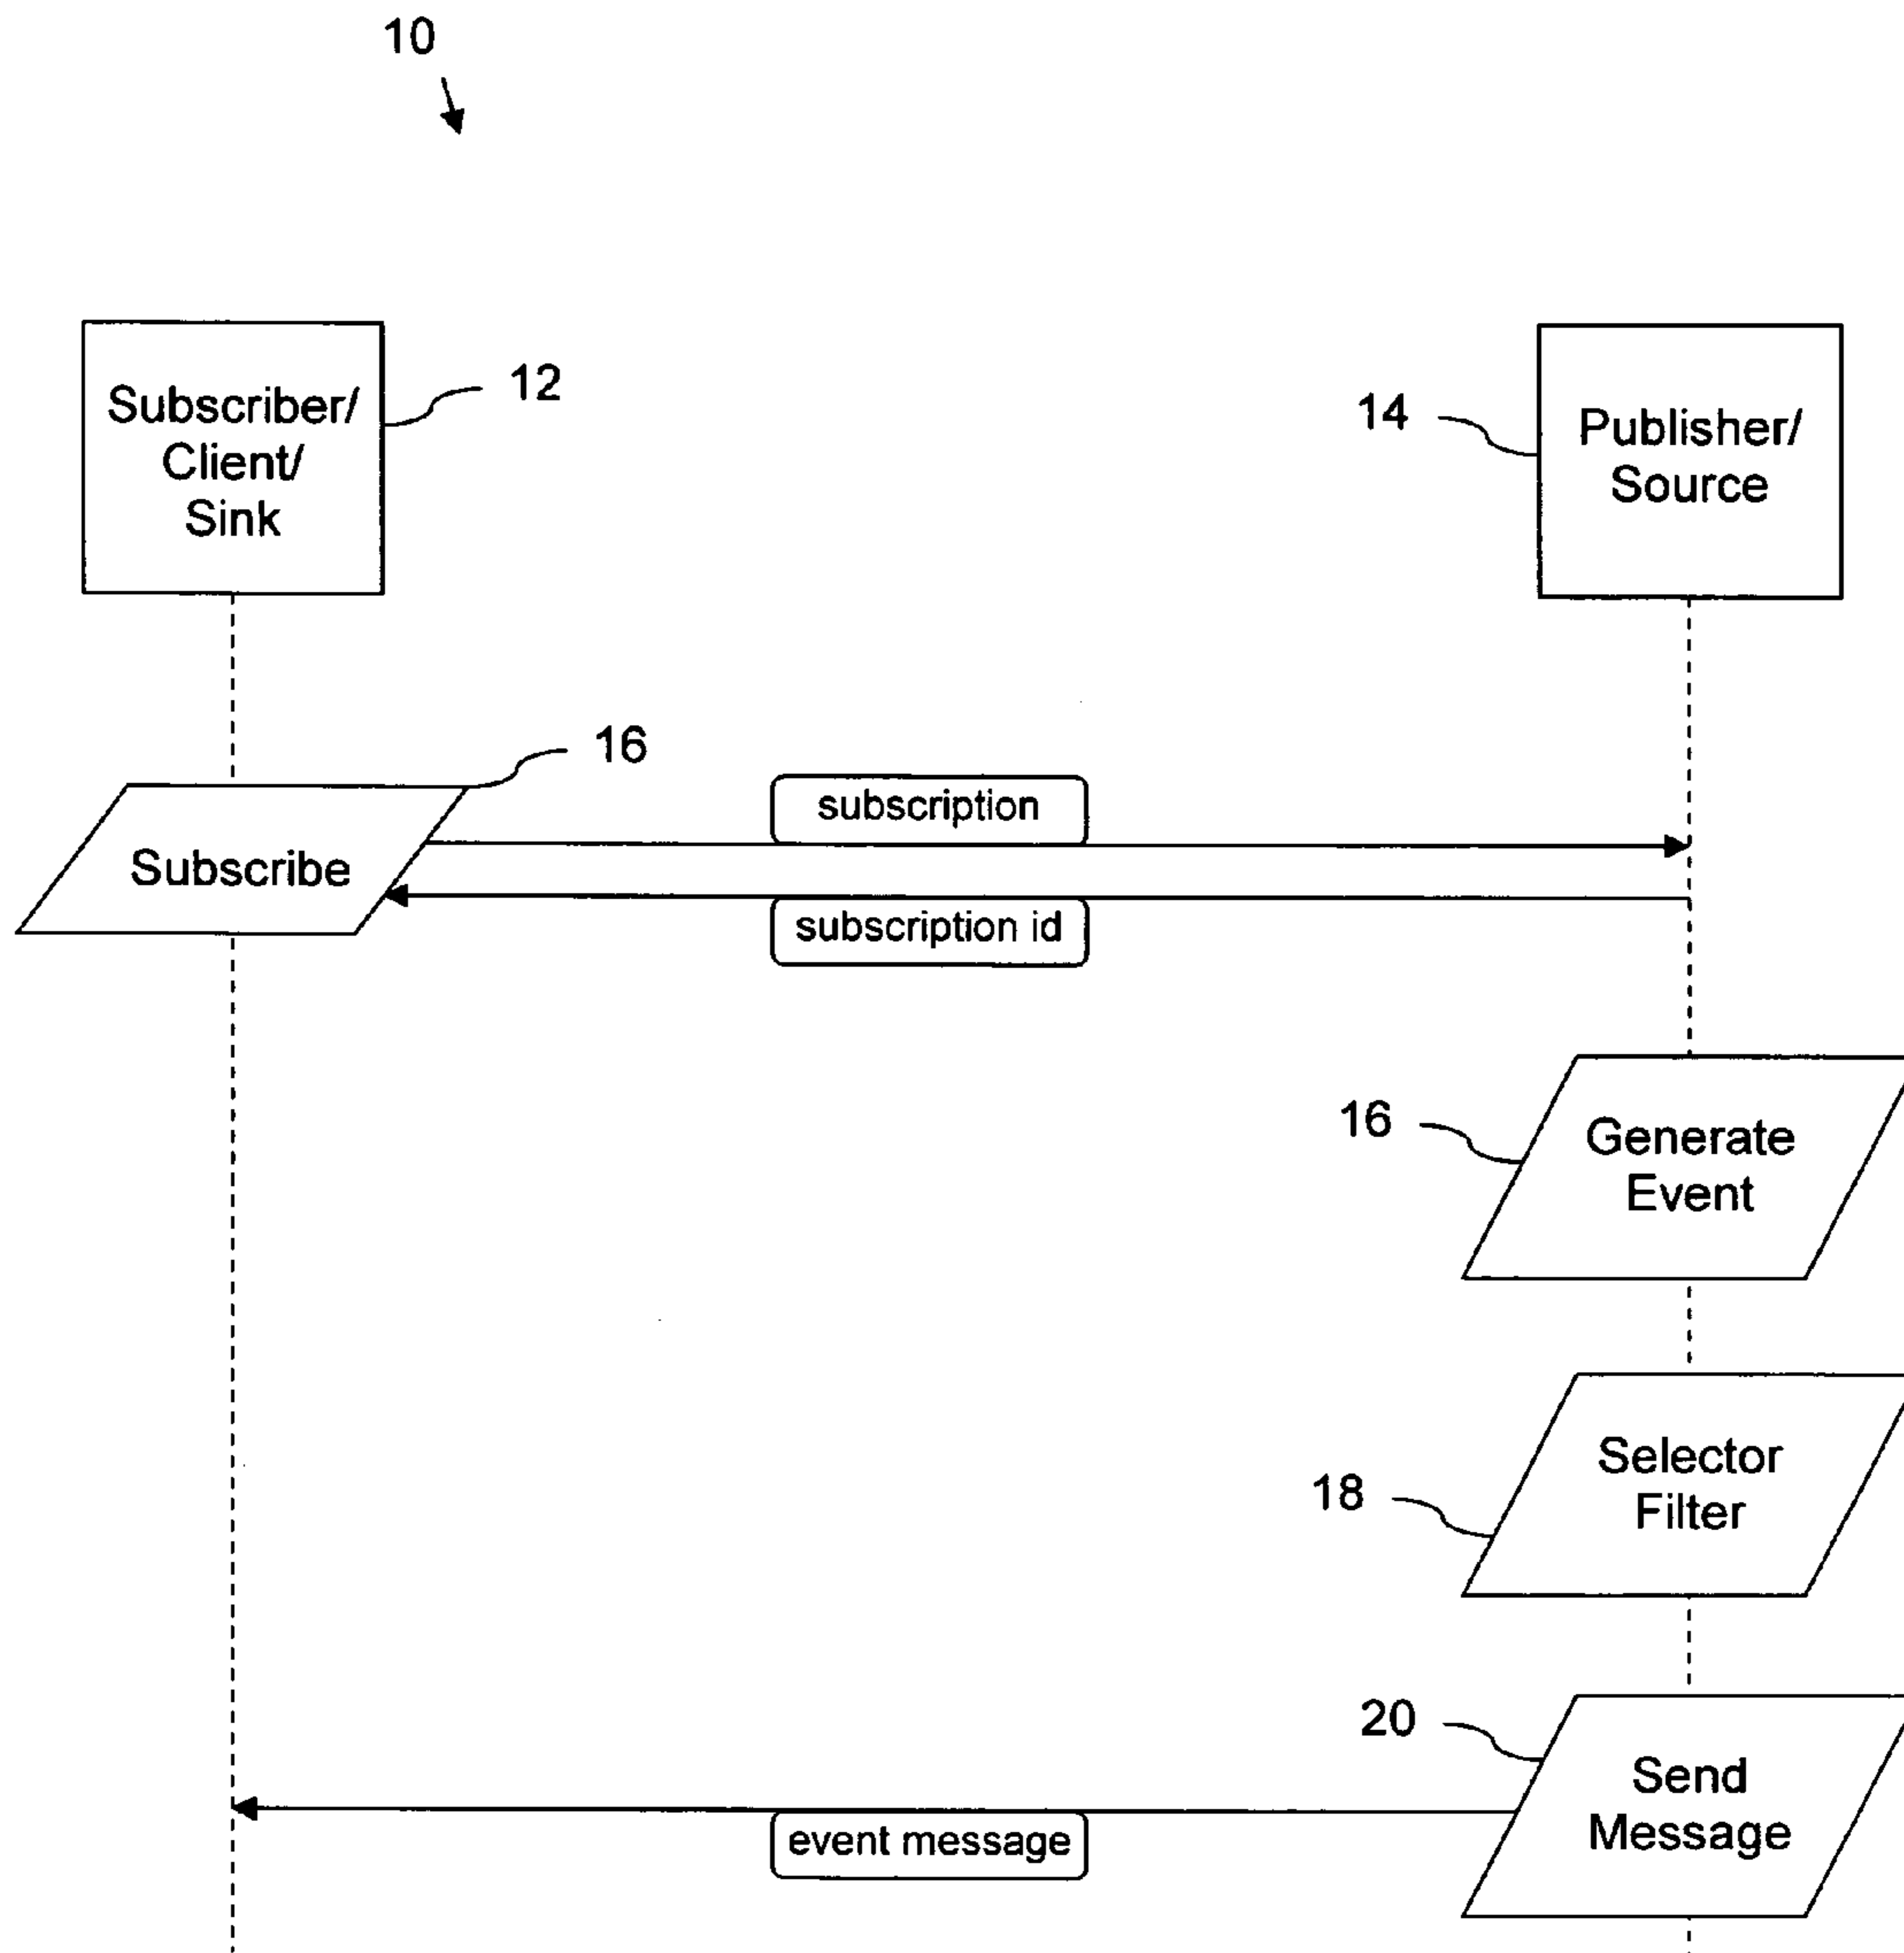 10
Subscriber/
Client/
Sink
12
14
Publisher/
Source
16
subscription
Subscribe
subscription id
16
Generate
Event
18
Selector
Filter
20
Send
Message
event message